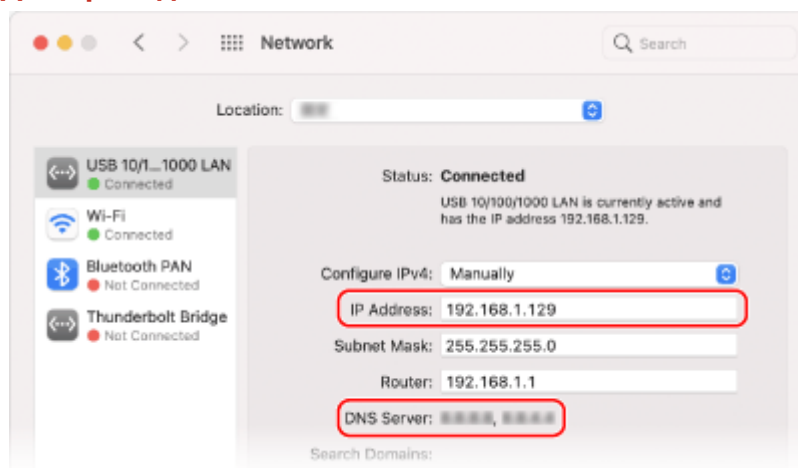 Network
Search
Location:
USB 10/1...1000 LAN
Connected
Wi-Fi
Connected
Bluetooth PAN
Not Connected
Thunderbolt Bridge
Not Connected
Status: Connected
USB 10/100/1000 LAN is currently active and
has the IP address 192.168.1.129.
Configure IPv4: Manually
IP Address: 192.168.1.129
Subnet Mask: 255.255.255.0
Router: 192.168.1.1
DNS Server:
Search Domains: